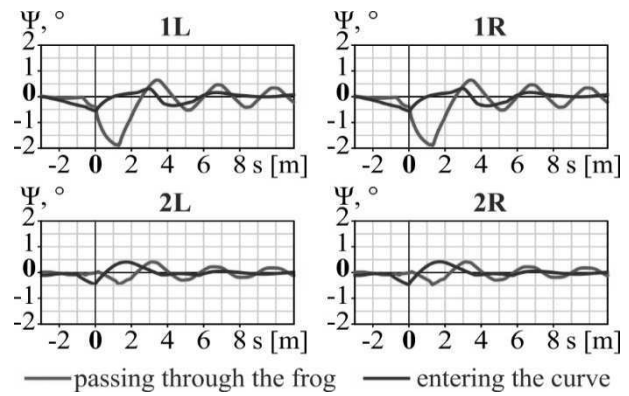 Ψ, ° 1L Ψ, ° 1R
2 2
1 1
0 0
-1 -1
-2 -2
-2 0 2 4 6 8 s [m] -2 0 2 4 6 8 s [m]
Ψ, ° 2L Ψ, ° 2R
2 2
1 1
0 0
-1 -1
-2 -2
-2 0 2 4 6 8 s [m] -2 0 2 4 6 8 s [m]
passing through the frog entering the curve